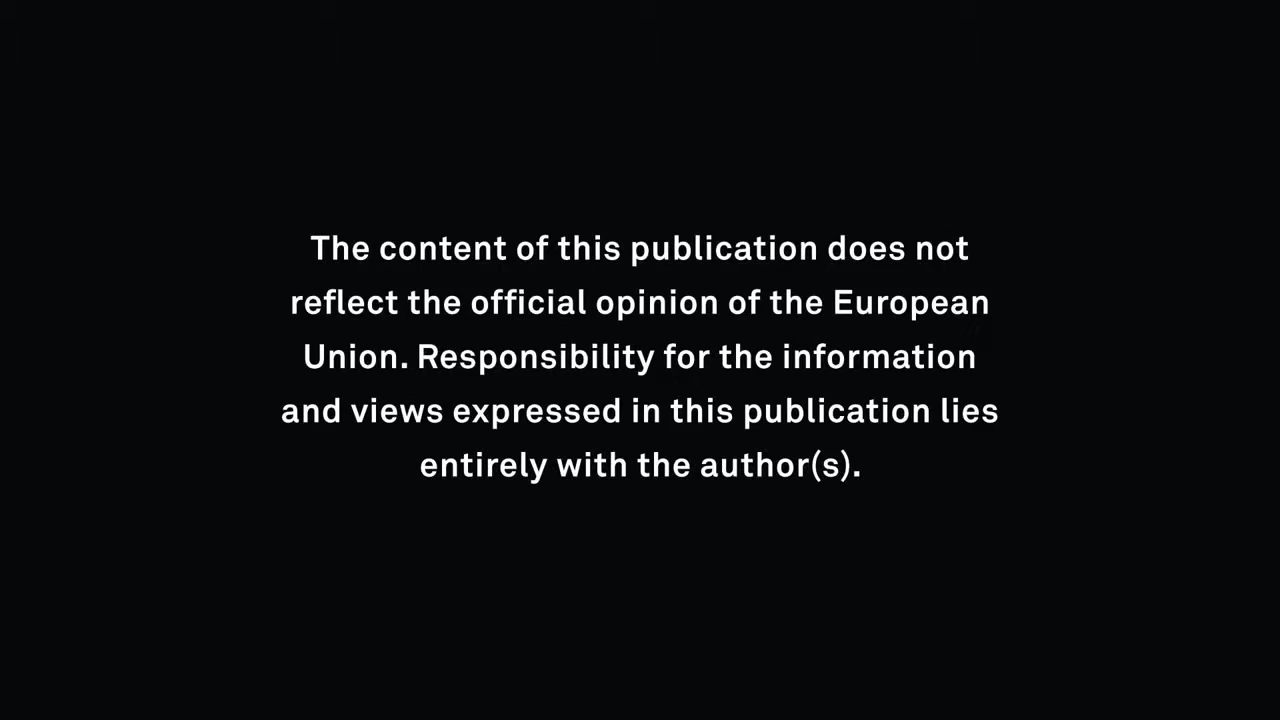 The content of this publication does not
reflect the official opinion of the European
Union. Responsibility for the information
and views expressed in this publication lies
entirely with the author(s).